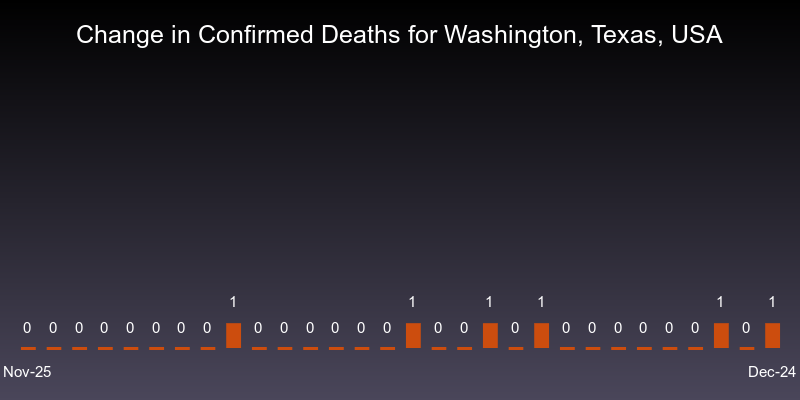 Change in Confirmed Deaths for Washington, Texas, USA
1 1 1 1 1 1
0 0 0 0 0 0 0 0 0 0 0 0 0 0 0 0 0 0 0 0 0 0 0 0
Nov-25 Dec-24